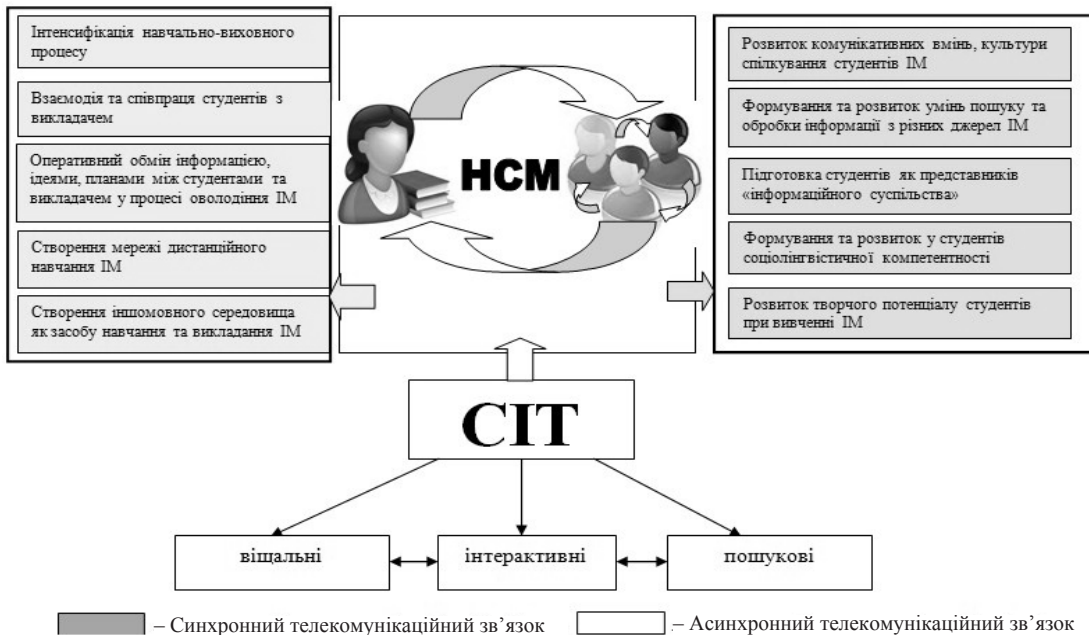 Інтенсифікація навчально-виховного
процесу
Взаємодія та співпраця студентів з
викладачем
Оперативний обмін інформацією,
ідеями, планами між студентами та
викладачем у процесі оволодіння ІМ
Створення мережі дистанційного
навчання ІМ
Створення іншомовного середовища
як засобу навчання та викладання ІМ
НСМ
Розвиток комунікативних вмінь, культури
спілкування студентів ІМ
Формування та розвиток умінь пошуку та
обробки інформації з різних джерел ІМ
Підготовка студентів як представників
«інформаційного суспільства»
Формування та розвиток у студентів
соціолінгвістичної компетентності
Розвиток творчого потенціалу студентів
при вивченні ІМ
СІТ
віщальні
інтерактивні
пошукові
– Синхронний телекомунікаційний зв’язок
– Асинхронний телекомунікаційний зв’язок